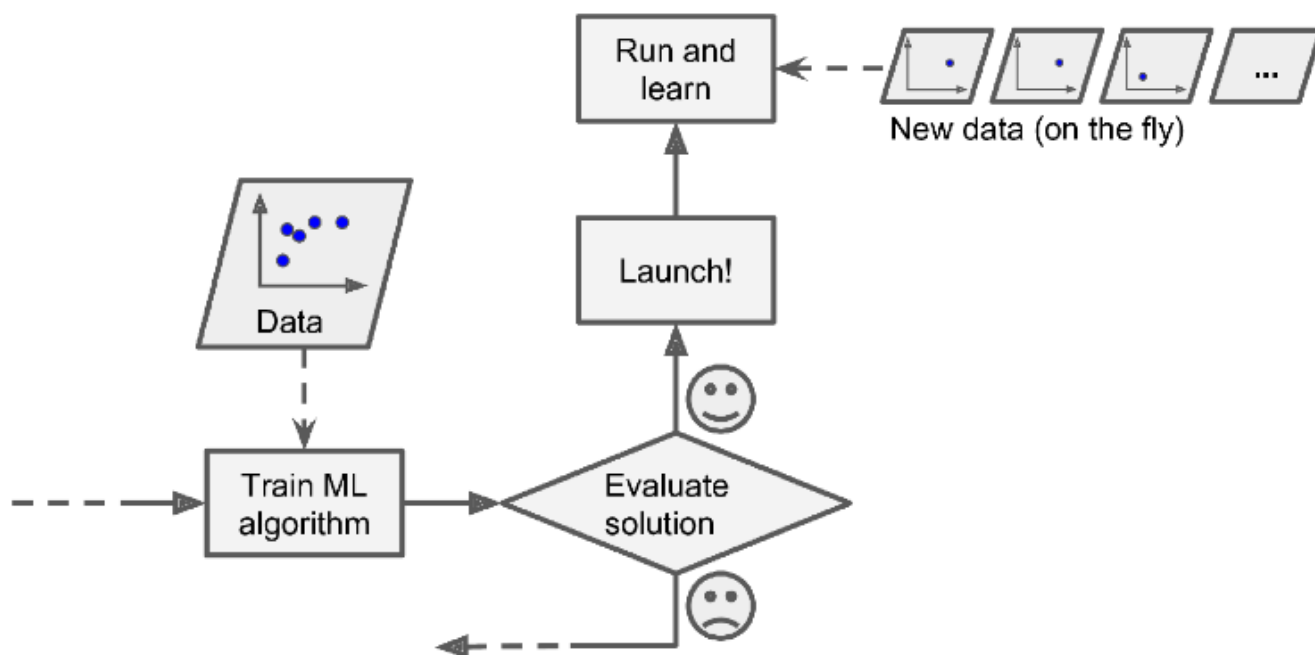 Run and
learn
...
New data (on the fly)
Launch!
Data
Train ML
algorithm
Evaluate
solution